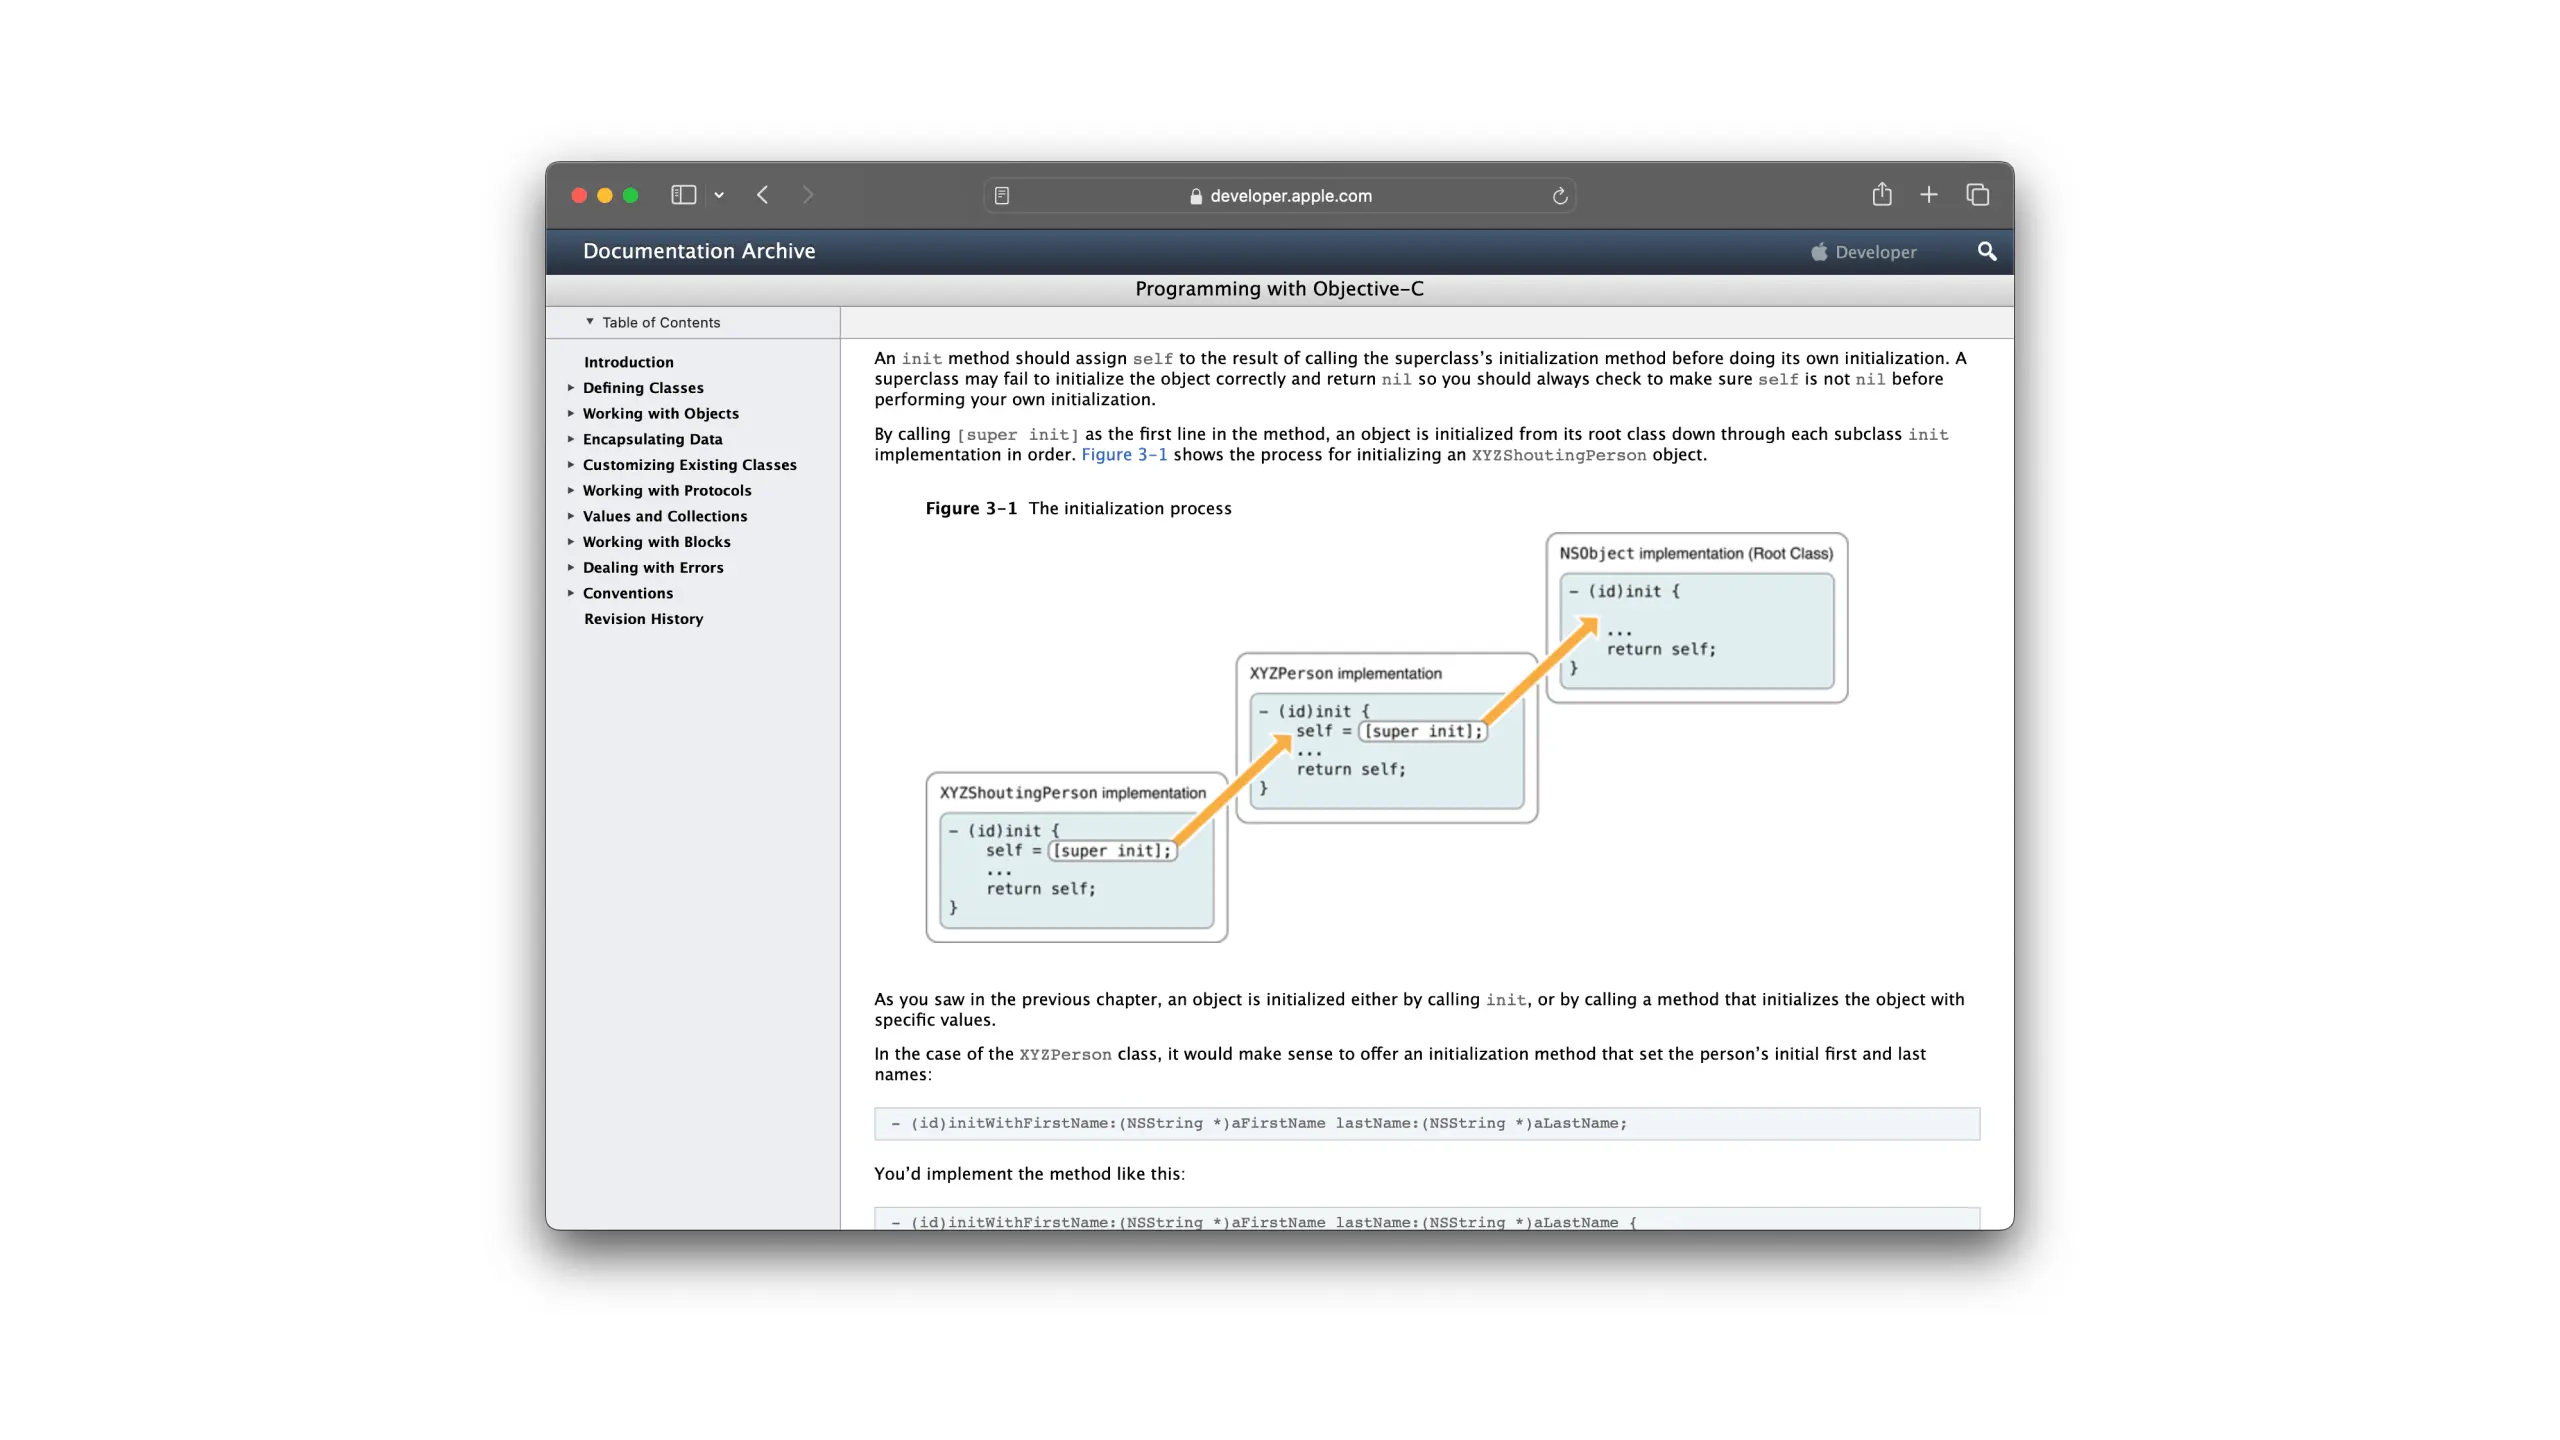 developer.apple.com
Documentation Archive
Developer
Programming with Objective-C
Table of Contents
Introduction
Defining Classes
Working with Objects
Encapsulating Data
Customizing Existing Classes
Working with Protocols
Values and Collections
Working with Blocks
Dealing with Errors
Conventions
Revision History
An init method should assign self to the result of calling the superclass’s initialization method before doing its own initialization. A
superclass may fail to initialize the object correctly and return nil so you should always check to make sure self is not nil before
performing your own initialization.
By calling [super init] as the first line in the method, an object is initialized from its root class down through each subclass init
implementation in order. Figure 3-1 shows the process for initializing an XYZShoutingPerson object.
Figure 3-1 The initialization process
NSObject implementation (Root Class)
- (id)init {
...
return self;
}
XYZPerson implementation
- (id)init {
self = [super init];
...
return self;
}
XYZShoutingPerson implementation
- (id)init {
self = [super init];
...
return self;
}
As you saw in the previous chapter, an object is initialized either by calling init, or by calling a method that initializes the object with
specific values.
In the case of the XYZPerson class, it would make sense to offer an initialization method that set the person’s initial first and last
names:
- (id)initWithFirstName:(NSString *)aFirstName lastName:(NSString *)aLastName;
You’d implement the method like this:
- (id)initWithFirstName:(NSString *)aFirstName lastName:(NSString *)aLastName {